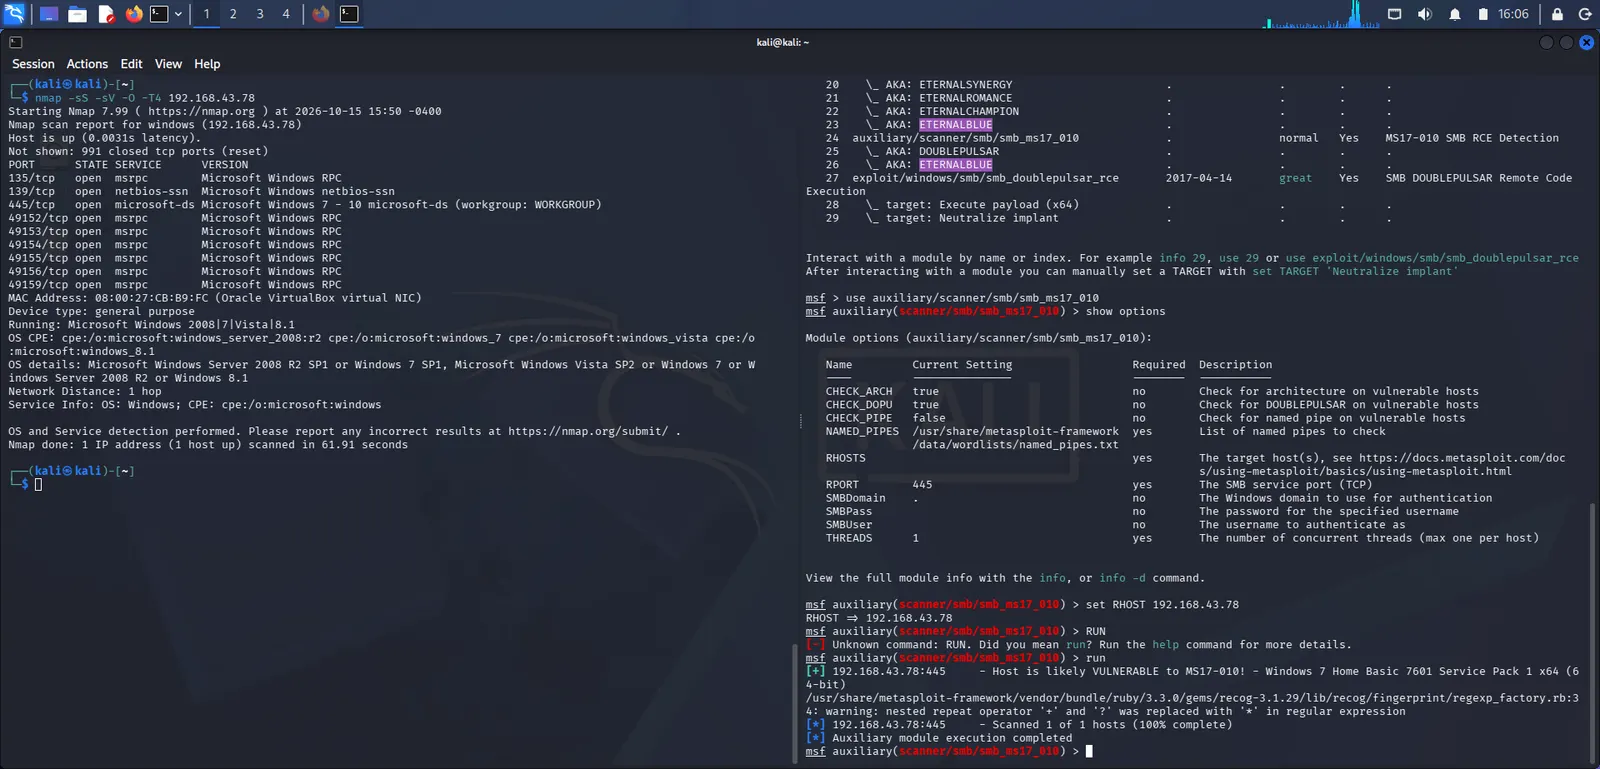 1 2 3 4
16:06
kali@kali: ~
Session Actions Edit View Help
┌──(kali㉿kali)-[~]
└─$ nmap -sS -sV -O -T4 192.168.43.78
Starting Nmap 7.99 ( https://nmap.org ) at 2026-10-15 15:50 -0400
Nmap scan report for windows (192.168.43.78)
Host is up (0.0031s latency).
Not shown: 991 closed tcp ports (reset)
PORT STATE SERVICE VERSION
135/tcp open msrpc Microsoft Windows RPC
139/tcp open netbios-ssn Microsoft Windows netbios-ssn
445/tcp open microsoft-ds Microsoft Windows 7 - 10 microsoft-ds (workgroup: WORKGROUP)
49152/tcp open msrpc Microsoft Windows RPC
49153/tcp open msrpc Microsoft Windows RPC
49154/tcp open msrpc Microsoft Windows RPC
49155/tcp open msrpc Microsoft Windows RPC
49156/tcp open msrpc Microsoft Windows RPC
49159/tcp open msrpc Microsoft Windows RPC
MAC Address: 08:00:27:CB:B9:FC (Oracle VirtualBox virtual NIC)
Device type: general purpose
Running: Microsoft Windows 2008|7|Vista|8.1
OS CPE: cpe:/o:microsoft:windows_server_2008:r2 cpe:/o:microsoft:windows_7 cpe:/o:microsoft:windows_vista cpe:/o
:microsoft:windows_8.1
OS details: Microsoft Windows Server 2008 R2 SP1 or Windows 7 SP1, Microsoft Windows Vista SP2 or Windows 7 or W
indows Server 2008 R2 or Windows 8.1
Network Distance: 1 hop
Service Info: OS: Windows; CPE: cpe:/o:microsoft:windows
OS and Service detection performed. Please report any incorrect results at https://nmap.org/submit/ .
Nmap done: 1 IP address (1 host up) scanned in 61.91 seconds
┌──(kali㉿kali)-[~]
└─$
20 \_ AKA: ETERNALSYNERGY . . . .
21 \_ AKA: ETERNALROMANCE . . . .
22 \_ AKA: ETERNALCHAMPION . . . .
23 \_ AKA: ETERNALBLUE . . . .
24 auxiliary/scanner/smb/smb_ms17_010 . normal Yes MS17-010 SMB RCE Detection
25 \_ AKA: DOUBLEPULSAR . . . .
26 \_ AKA: ETERNALBLUE . . . .
27 exploit/windows/smb/smb_doublepulsar_rce 2017-04-14 great Yes SMB DOUBLEPULSAR Remote Code
Execution
28 \_ target: Execute payload (x64) . . . .
29 \_ target: Neutralize implant . . . .
Interact with a module by name or index. For example info 29, use 29 or use exploit/windows/smb/smb_doublepulsar_rce
After interacting with a module you can manually set a TARGET with set TARGET 'Neutralize implant'
msf > use auxiliary/scanner/smb/smb_ms17_010
msf auxiliary(scanner/smb/smb_ms17_010) > show options
Module options (auxiliary/scanner/smb/smb_ms17_010):
Name Current Setting Required Description
CHECK_ARCH true no Check for architecture on vulnerable hosts
CHECK_DOPU true no Check for DOUBLEPULSAR on vulnerable hosts
CHECK_PIPE false no Check for named pipe on vulnerable hosts
NAMED_PIPES /usr/share/metasploit-framework yes List of named pipes to check
/data/wordlists/named_pipes.txt
RHOSTS yes The target host(s), see https://docs.metasploit.com/doc
s/using-metasploit/basics/using-metasploit.html
RPORT 445 yes The SMB service port (TCP)
SMBDomain . no The Windows domain to use for authentication
SMBPass no The password for the specified username
SMBUser no The username to authenticate as
THREADS 1 yes The number of concurrent threads (max one per host)
View the full module info with the info, or info -d command.
msf auxiliary(scanner/smb/smb_ms17_010) > set RHOST 192.168.43.78
RHOST => 192.168.43.78
msf auxiliary(scanner/smb/smb_ms17_010) > RUN
[-] Unknown command: RUN. Did you mean run? Run the help command for more details.
msf auxiliary(scanner/smb/smb_ms17_010) > run
[+] 192.168.43.78:445 - Host is likely VULNERABLE to MS17-010! - Windows 7 Home Basic 7601 Service Pack 1 x64 (6
4-bit)
/usr/share/metasploit-framework/vendor/bundle/ruby/3.3.0/gems/recog-3.1.29/lib/recog/fingerprint/regexp_factory.rb:3
4: warning: nested repeat operator '+' and '?' was replaced with '*' in regular expression
[*] 192.168.43.78:445 - Scanned 1 of 1 hosts (100% complete)
[*] Auxiliary module execution completed
msf auxiliary(scanner/smb/smb_ms17_010) >